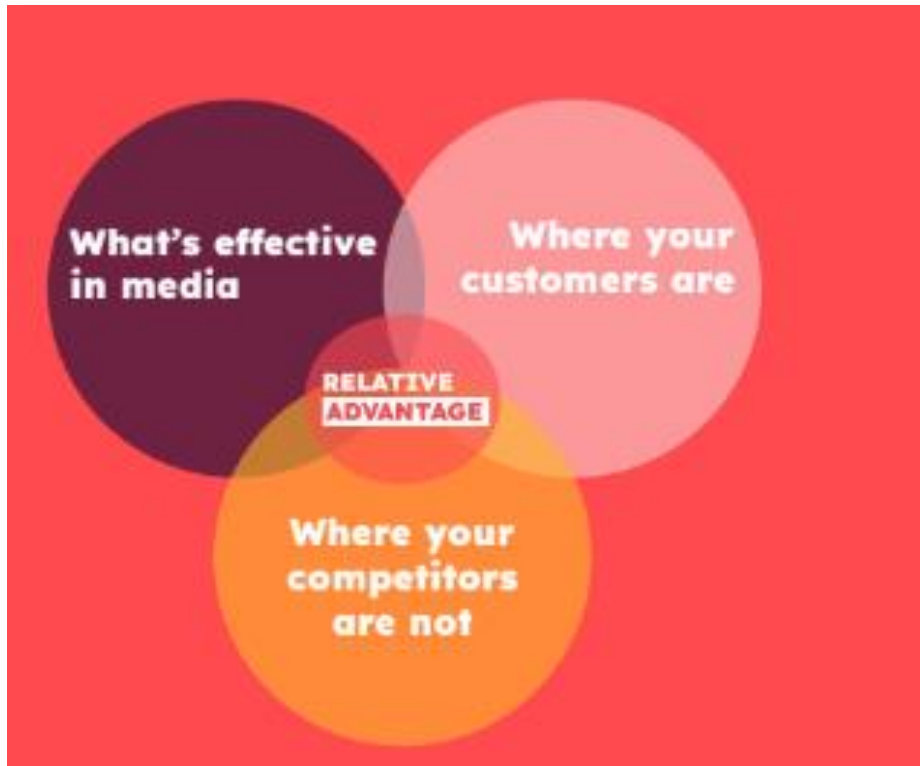 What's effective
in media
Where your
customers are
RELATIVE
ADVANTAGE
Where your
competitors
are not